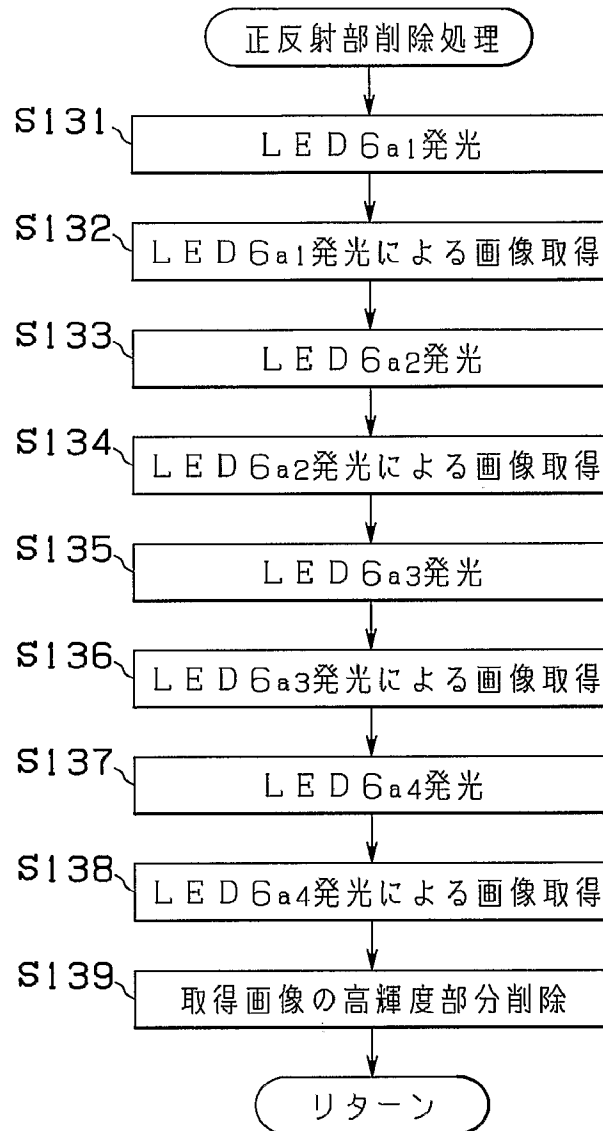 正反射部削除処理
S131
LED6a1発光
S132
LED6a1発光による画像取得
S133
LED6a2発光
S134
LED6a2発光による画像取得
S135
LED6a3発光
S136
LED6a3発光による画像取得
S137
LED6a4発光
S138
LED6a4発光による画像取得
S139
取得画像の高輝度部分削除
リターン